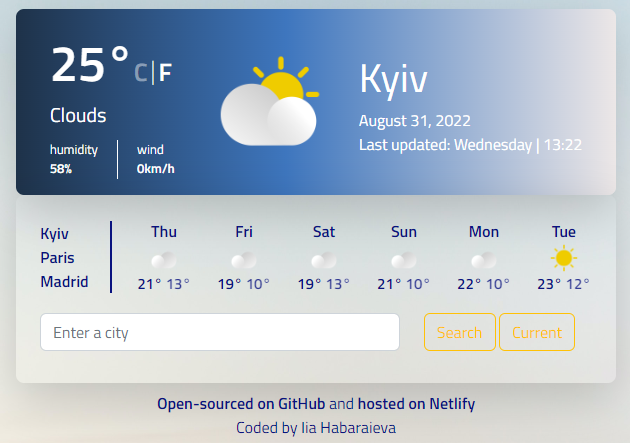 25° C|F
Clouds
humidity wind
58% 0km/h
Kyiv
August 31, 2022
Last updated: Wednesday | 13:22
Kyiv
Paris
Madrid
Thu Fri Sat Sun Mon Tue
21° 13° 19° 10° 19° 13° 21° 10° 22° 10° 23° 12°
Enter a city Search Current
Open-sourced on GitHub and hosted on Netlify
Coded by Iia Habaraieva